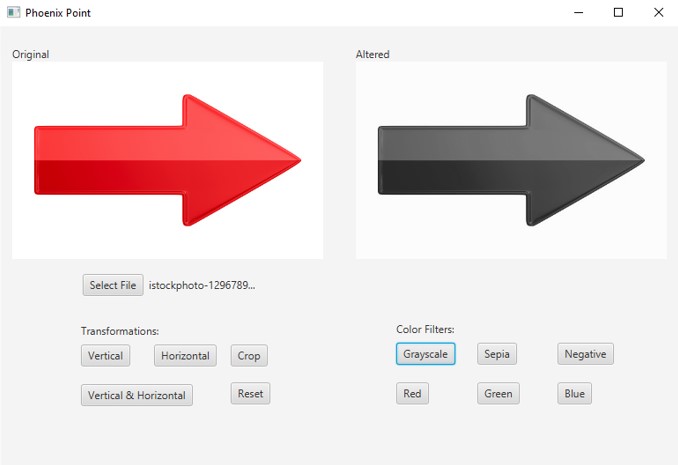 Phoenix Point
Original
Altered
Select File istockphoto-1296789...
Transformations:
Vertical Horizontal Crop
Vertical & Horizontal Reset
Color Filters:
Grayscale Sepia Negative
Red Green Blue